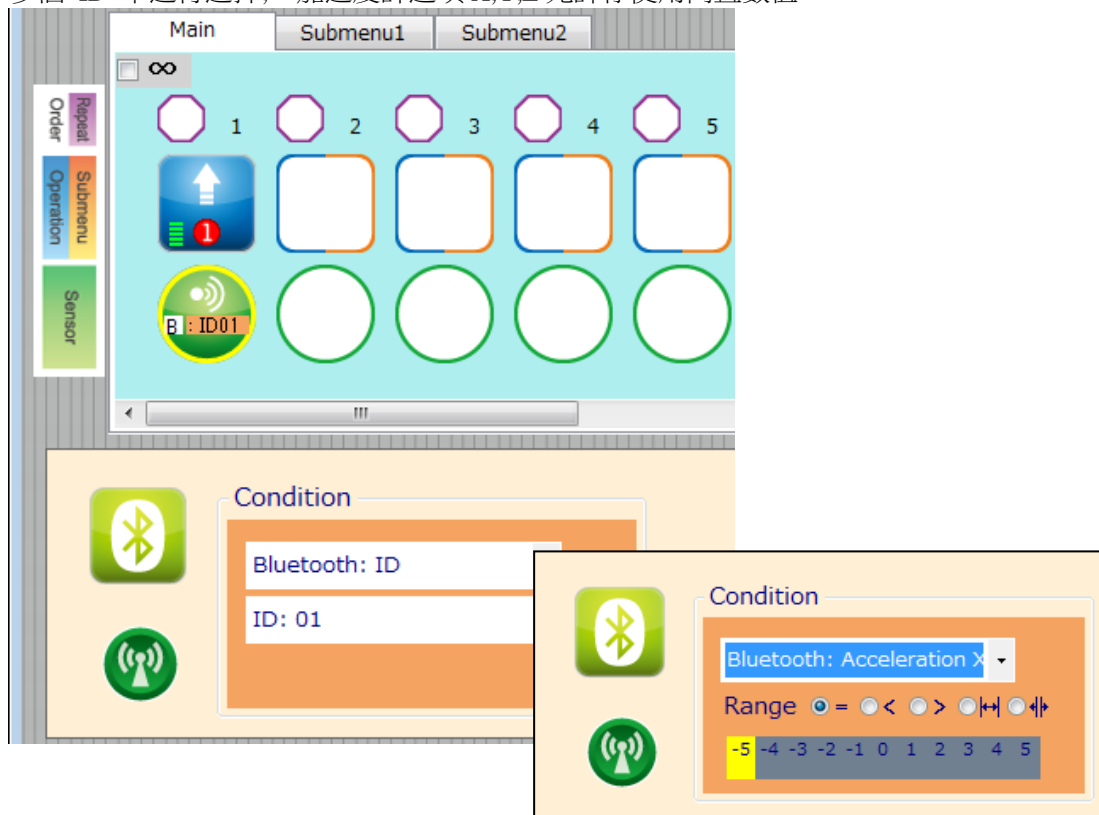 Main Submenu1 Submenu2
∞
Repeat
Order
1 2 3 4 5
Submenu
Operation
1
Sensor
B : ID01
Condition
Bluetooth: ID
ID: 01
Condition
Bluetooth: Acceleration X
Range = < >
-5 -4 -3 -2 -1 0 1 2 3 4 5